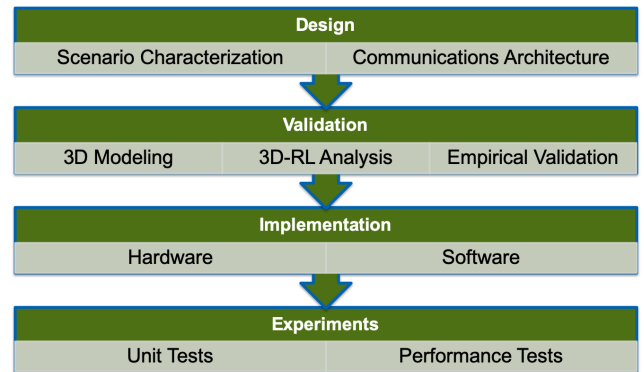 Design
Scenario Characterization Communications Architecture
Validation
3D Modeling 3D-RL Analysis Empirical Validation
Implementation
Hardware Software
Experiments
Unit Tests Performance Tests